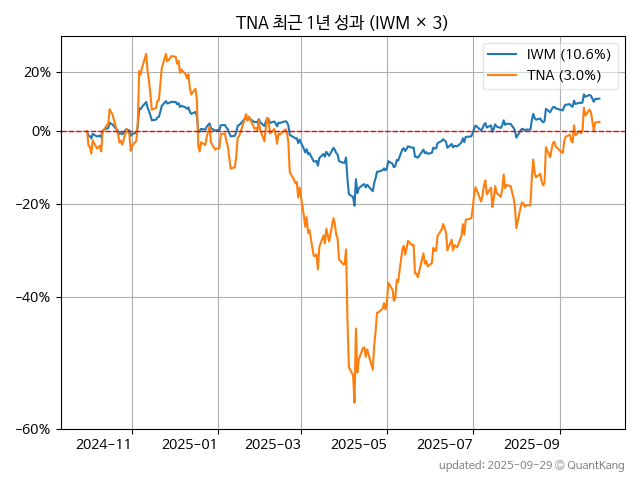 TNA 최근 1년 성과 (IWM × 3)
IWM (10.6%)
TNA (3.0%)
20%
0%
−20%
−40%
−60%
2024-11
2025-01
2025-03
2025-05
2025-07
2025-09
updated: 2025-09-29 © QuantKang